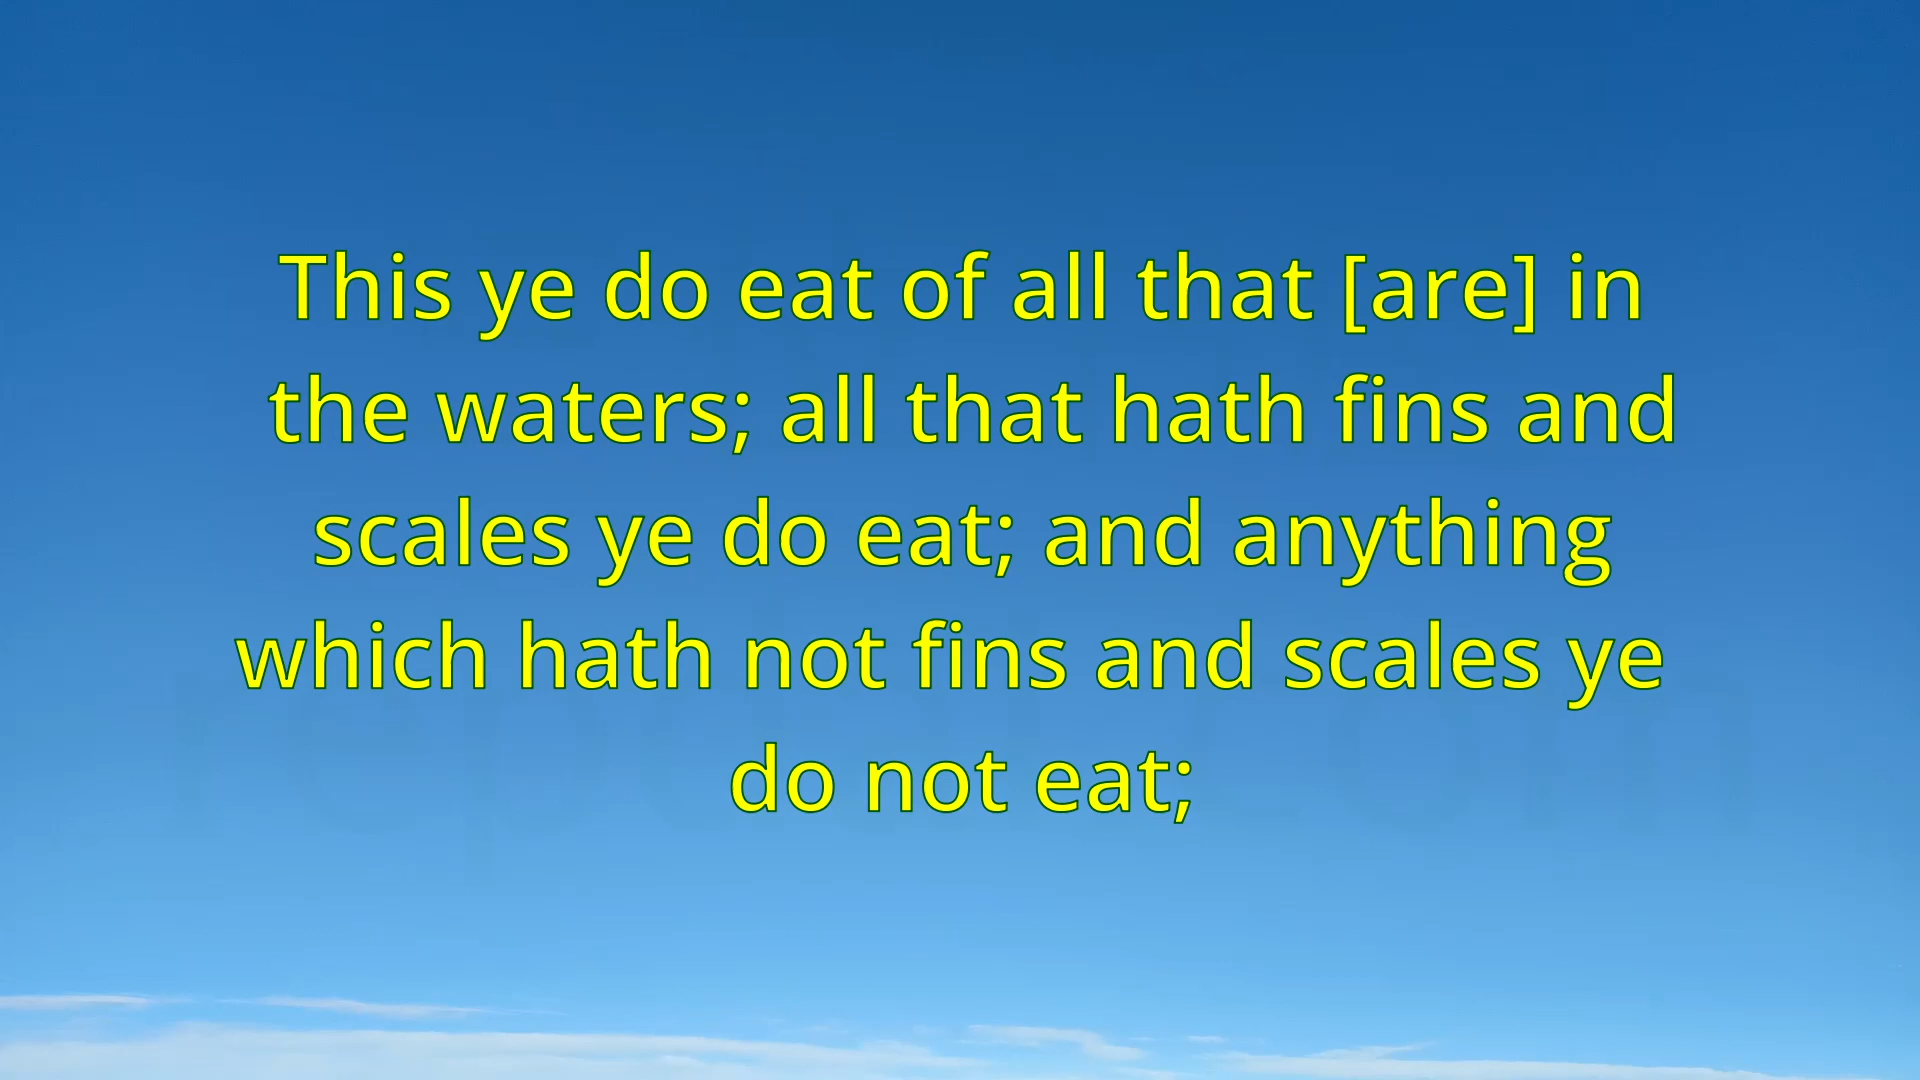 This ye do eat of all that [are] in
the waters; all that hath fins and
scales ye do eat; and anything
which hath not fins and scales ye
do not eat;